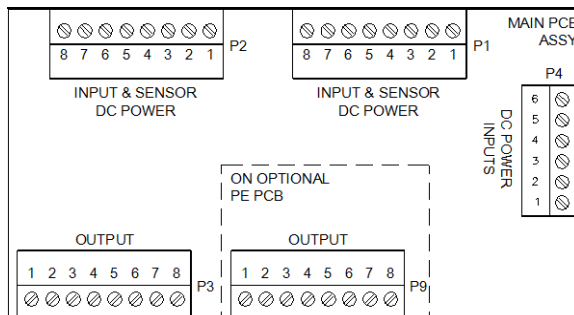 8 7 6 5 4 3 2 1
P2
INPUT & SENSOR
DC POWER
8 7 6 5 4 3 2 1
P1
INPUT & SENSOR
DC POWER
MAIN PCB
ASSY
P4
6
5
4
3
2
1
DC POWER
INPUTS
ON OPTIONAL
PE PCB
OUTPUT
1 2 3 4 5 6 7 8
P3
OUTPUT
1 2 3 4 5 6 7 8
P9